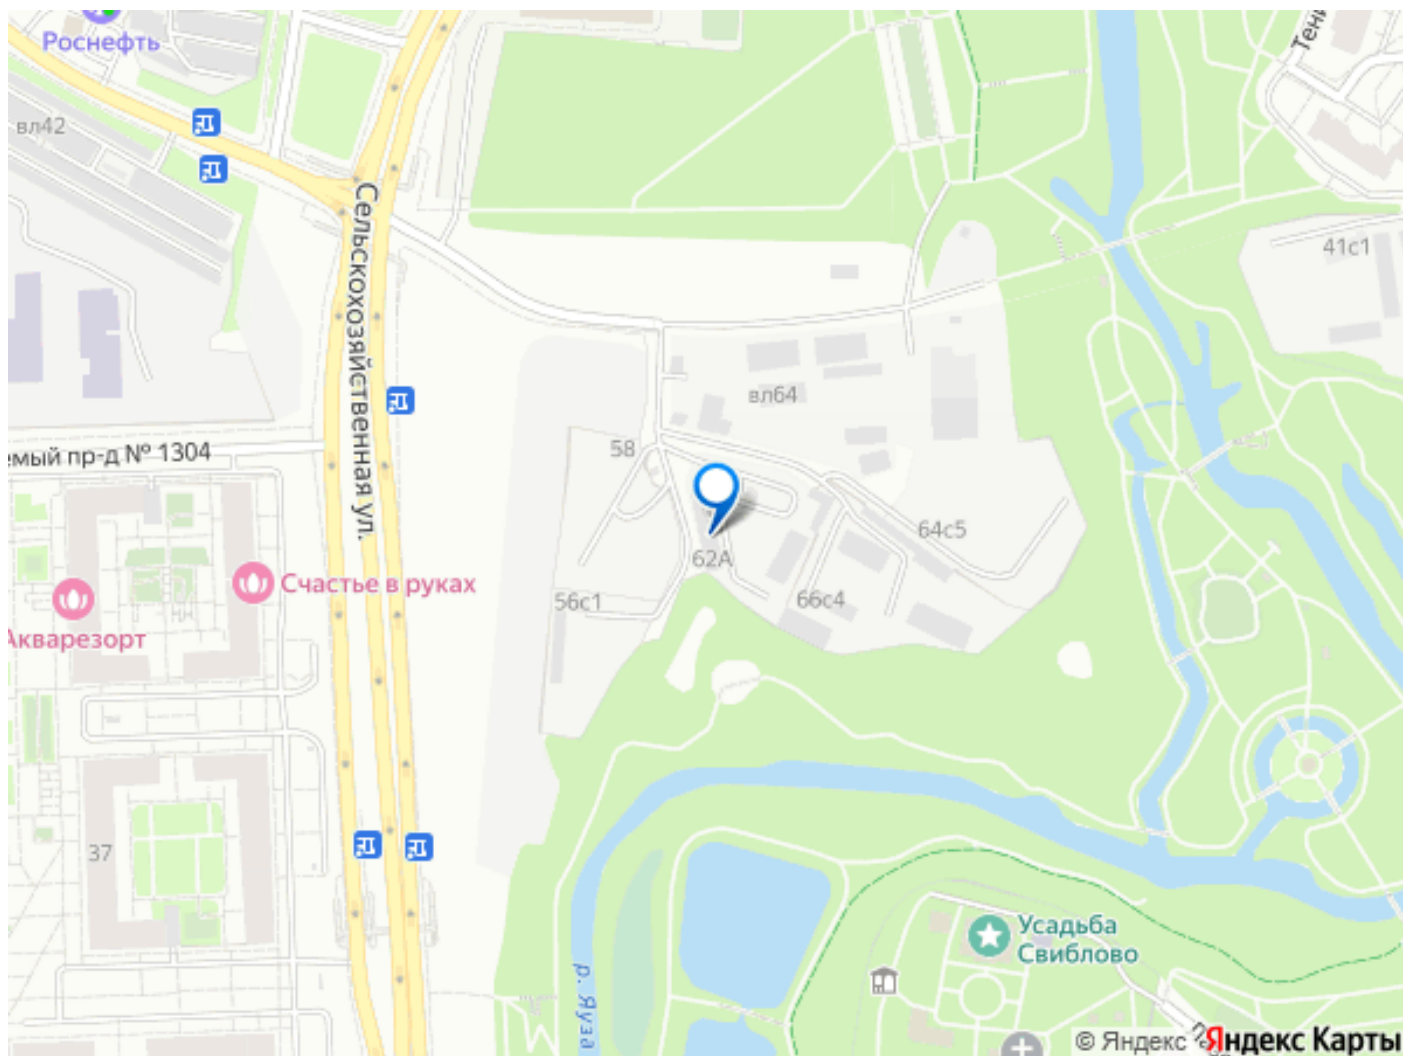 Роснефть
вл42
Сельскохозяйственная ул.
41с1
вл64
58
емый пр-д № 1304
64с5
62А
66с4
56с1
Счастье в руках
Акварезорт
37
Усадьба
Свиблово
р. Яуза
© Яндекс Яндекс Карты